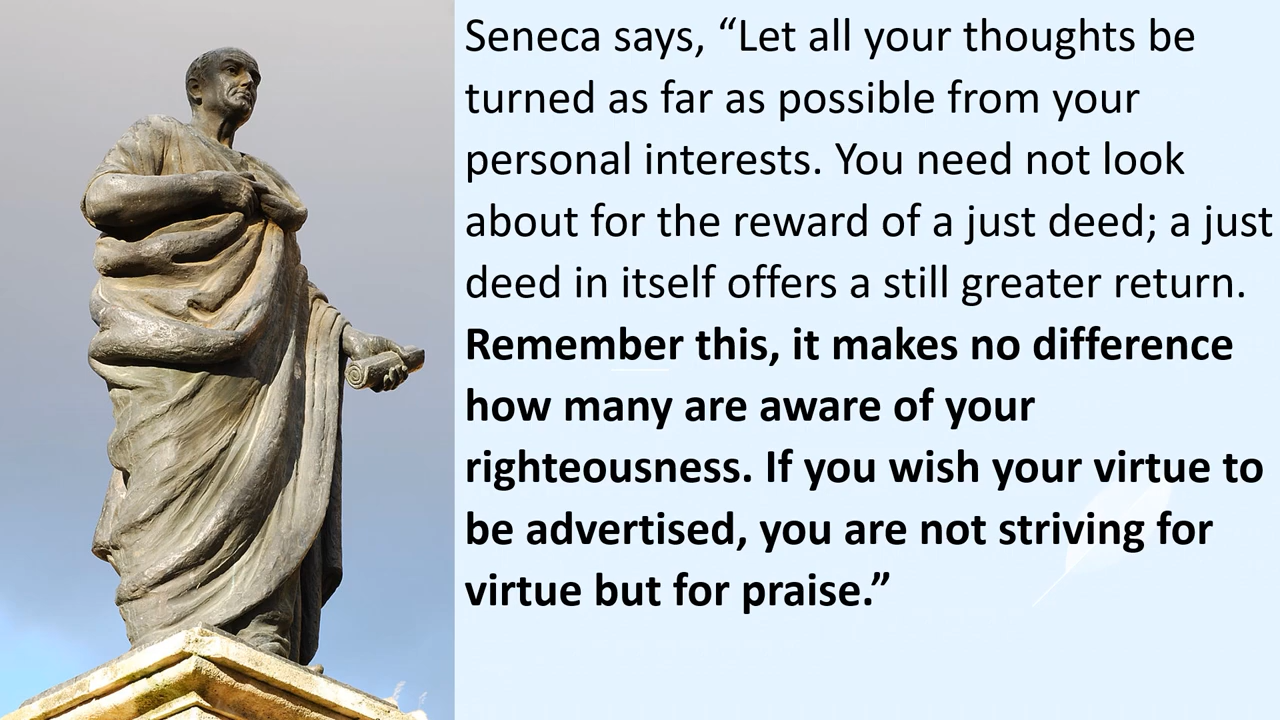 Seneca says, “Let all your thoughts be
turned as far as possible from your
personal interests. You need not look
about for the reward of a just deed; a just
deed in itself offers a still greater return.
Remember this, it makes no difference
how many are aware of your
righteousness. If you wish your virtue to
be advertised, you are not striving for
virtue but for praise.”